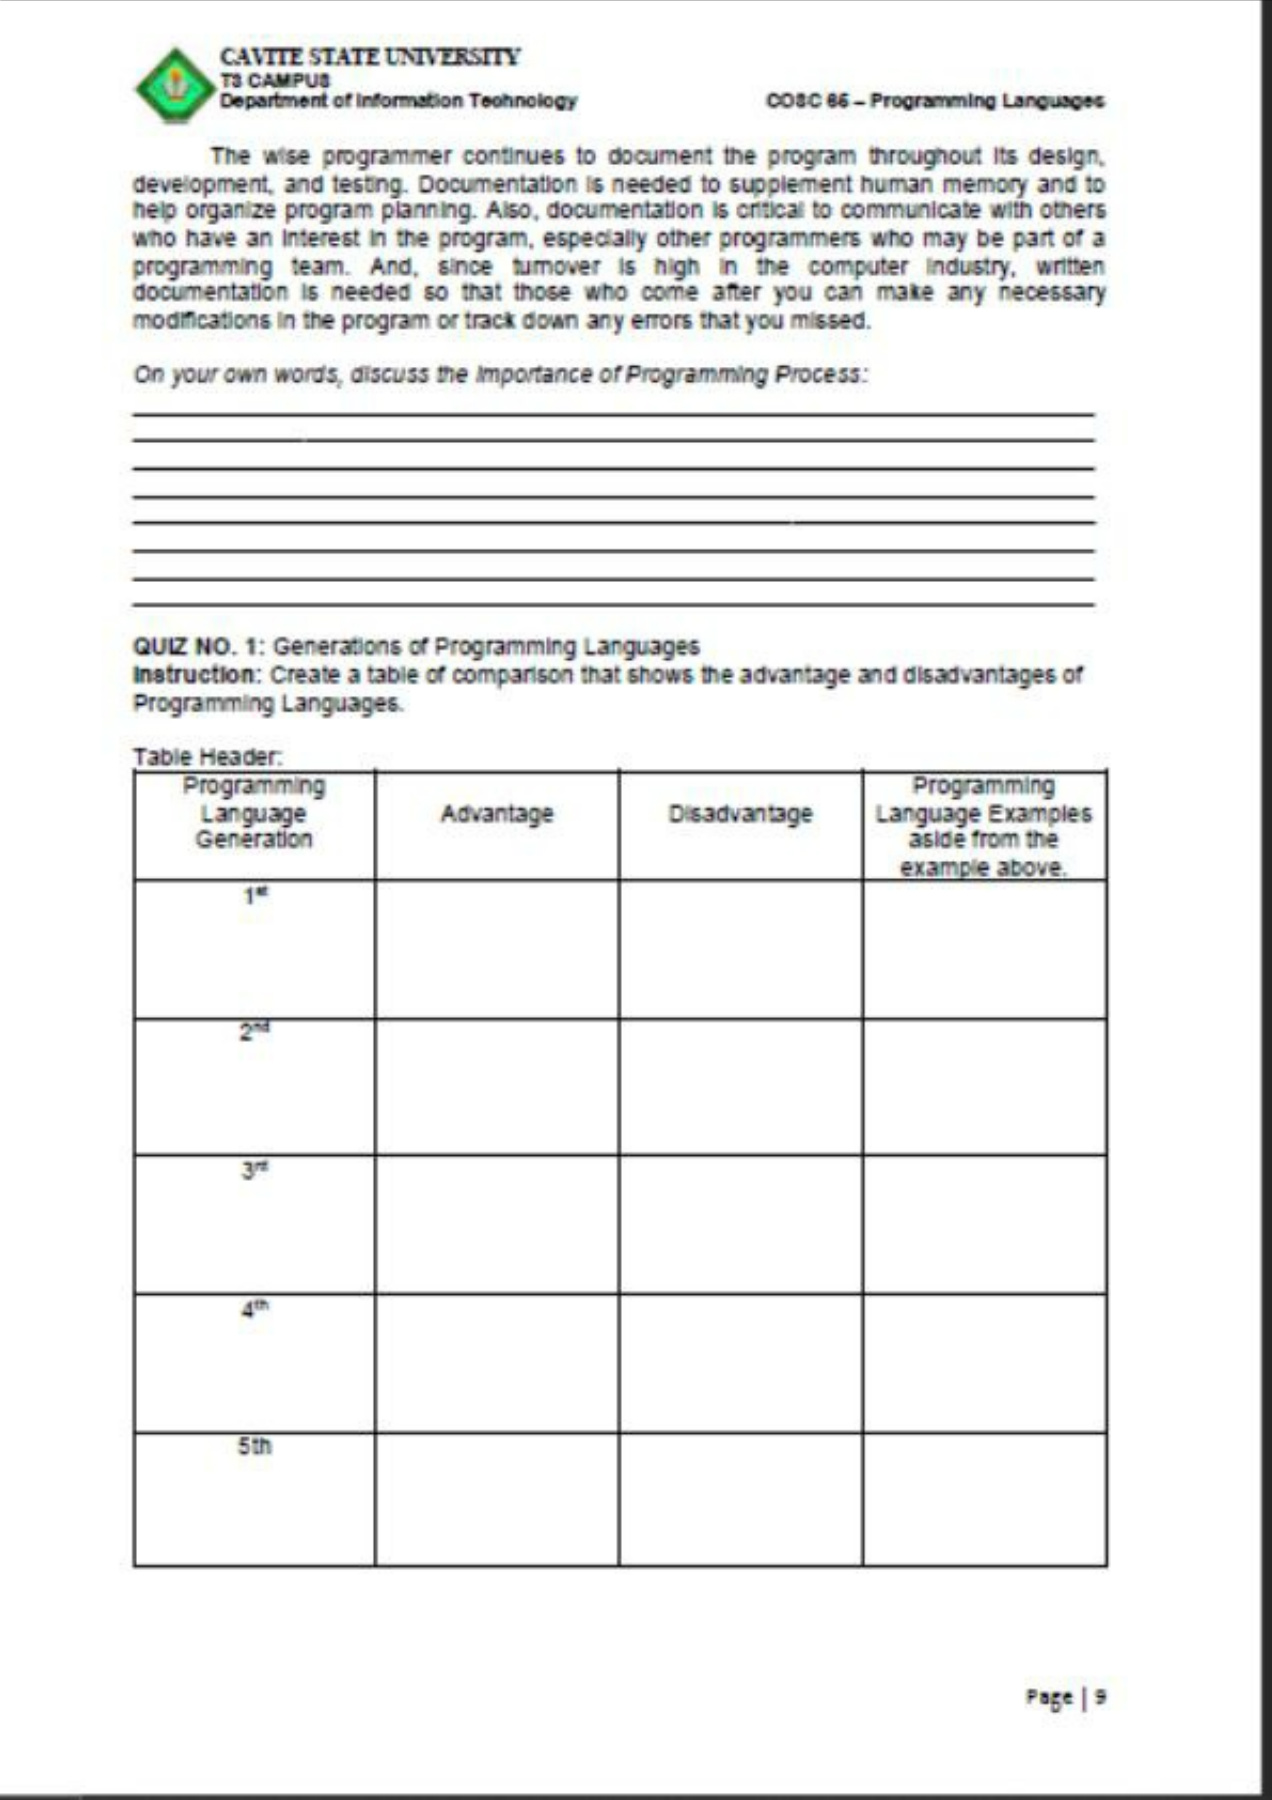 CAVITE STATE UNIVERSITY
T3 CAMPUS
Department of Information Technology
COSC 65 – Programming Languages
The wise programmer continues to document the program throughout its design,
development, and testing. Documentation is needed to supplement human memory and to
help organize program planning. Also, documentation is critical to communicate with others
who have an interest in the program, especially other programmers who may be part of a
programming team. And, since turnover is high in the computer industry, written
documentation is needed so that those who come after you can make any necessary
modifications in the program or track down any errors that you missed.
On your own words, discuss the Importance of Programming Process:
QUIZ NO. 1: Generations of Programming Languages
Instruction: Create a table of comparison that shows the advantage and disadvantages of
Programming Languages.
Table Header:
Programming
Language
Generation
Advantage
Disadvantage
Programming
Language Examples
aside from the
example above.
1st
2nd
3rd
4th
5th
Page | 9